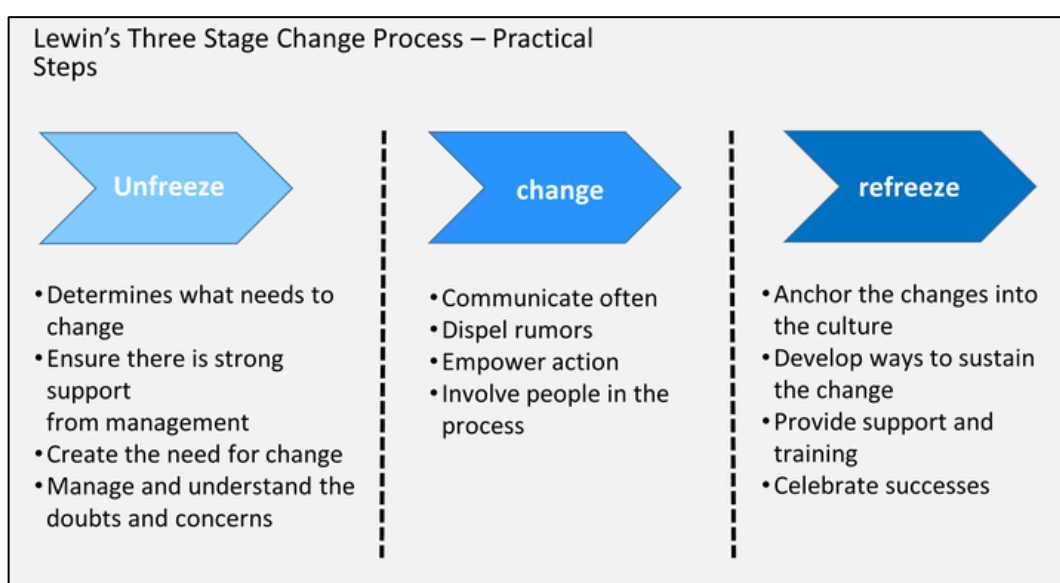 Lewin’s Three Stage Change Process – Practical
Steps
Unfreeze
•Determines what needs to
change
•Ensure there is strong
support
from management
•Create the need for change
•Manage and understand the
doubts and concerns
change
•Communicate often
•Dispel rumors
•Empower action
•Involve people in the
process
refreeze
•Anchor the changes into
the culture
•Develop ways to sustain
the change
•Provide support and
training
•Celebrate successes